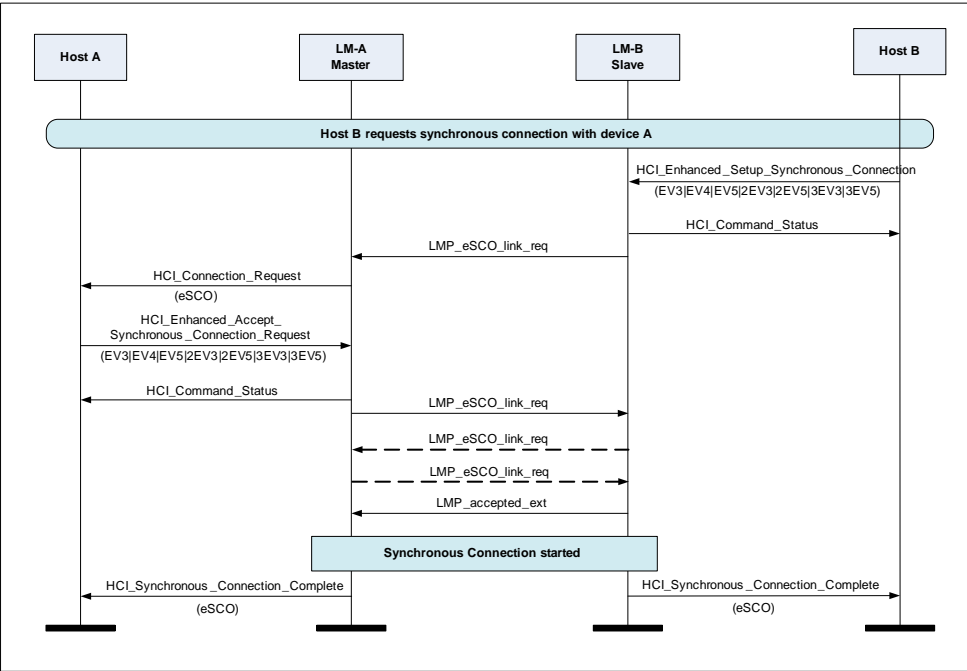 Host A
LM-A
Master
LM-B
Slave
Host B
Host B requests synchronous connection with device A
HCI_Enhanced_Setup_Synchronous_Connection
(EV3|EV4|EV5|2EV3|2EV5|3EV3|3EV5)
HCI_Command_Status
LMP_eSCO_link_req
HCI_Connection_Request
(eSCO)
HCI_Enhanced_Accept_
Synchronous_Connection_Request
(EV3|EV4|EV5|2EV3|2EV5|3EV3|3EV5)
HCI_Command_Status
LMP_eSCO_link_req
LMP_eSCO_link_req
LMP_eSCO_link_req
LMP_accepted_ext
Synchronous Connection started
HCI_Synchronous_Connection_Complete
(eSCO)
HCI_Synchronous_Connection_Complete
(eSCO)